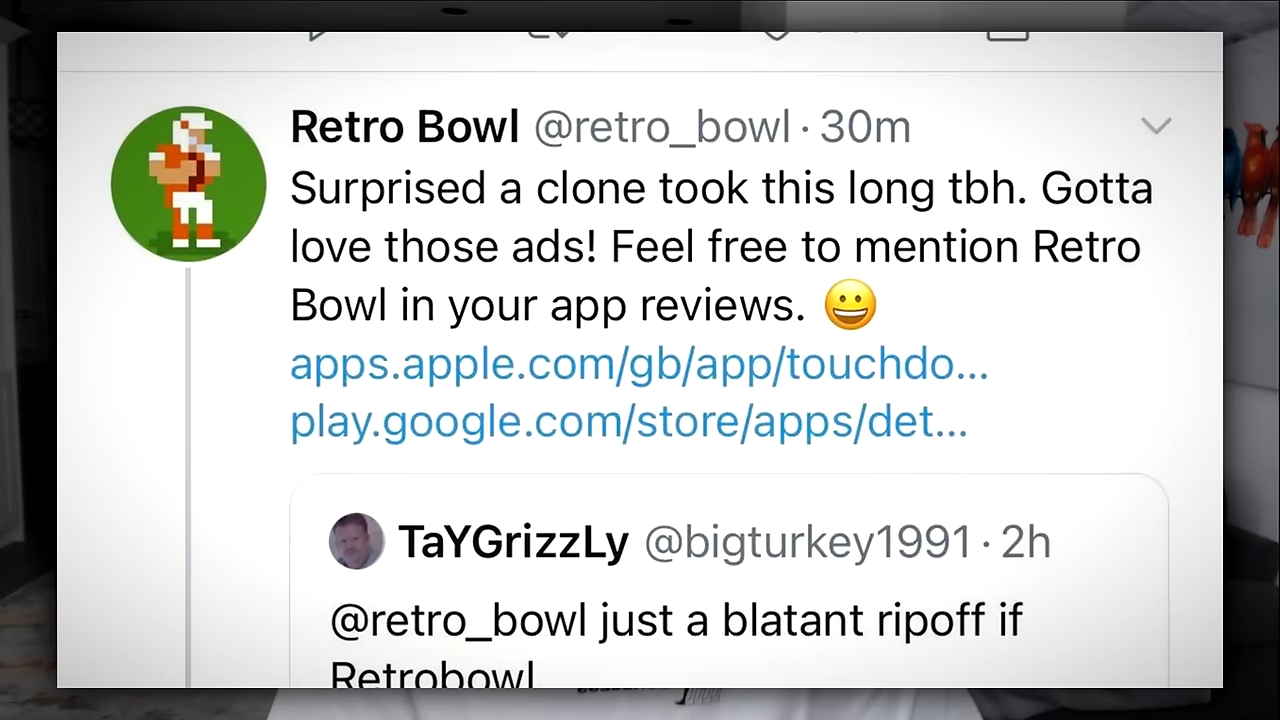 Retro Bowl @retro_bowl · 30m
Surprised a clone took this long tbh. Gotta
love those ads! Feel free to mention Retro
Bowl in your app reviews. 😀
apps.apple.com/gb/app/touchdo...
play.google.com/store/apps/det...
TaYGrizzLy @bigturkey1991 · 2h
@retro_bowl just a blatant ripoff if
Retrobowl